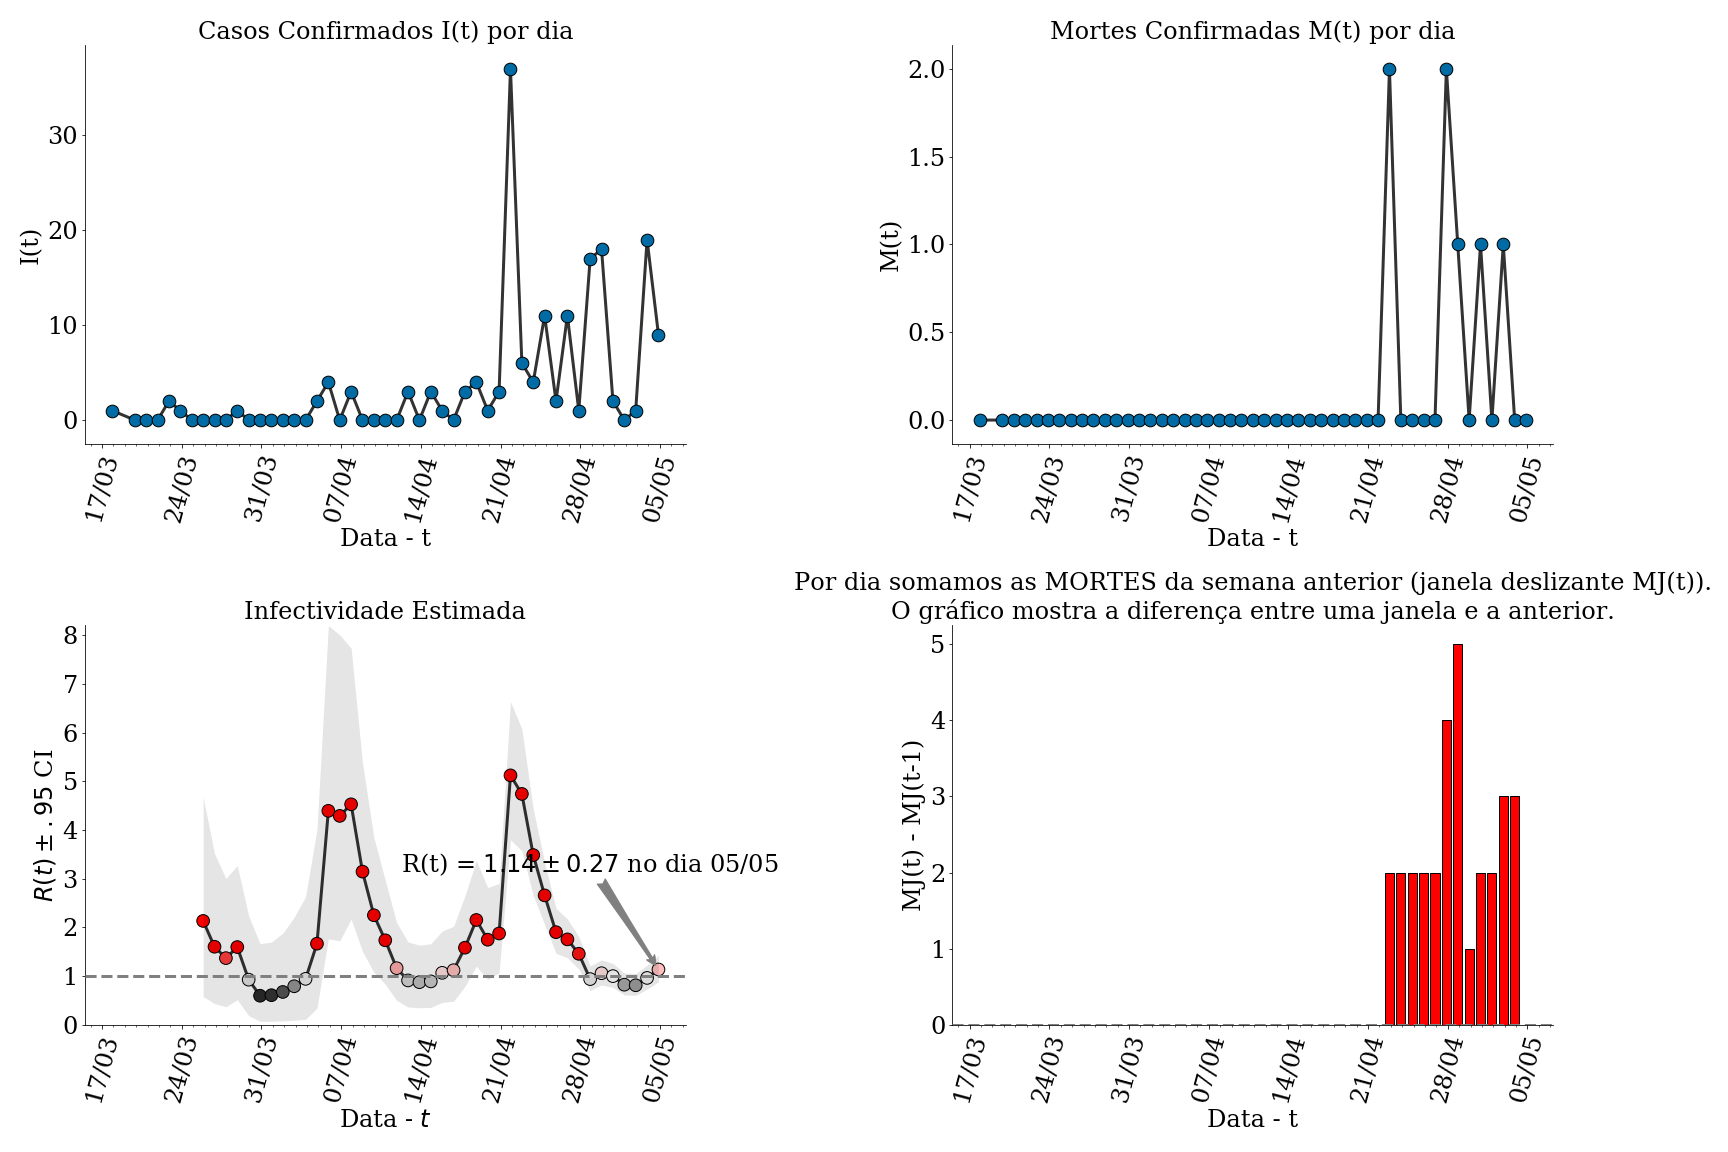 Casos Confirmados I(t) por dia
I(t)
30
20
10
0
17/03 24/03 31/03 07/04 14/04 21/04 28/04 05/05
Data - t
Mortes Confirmadas M(t) por dia
M(t)
2.0
1.5
1.0
0.5
0.0
17/03 24/03 31/03 07/04 14/04 21/04 28/04 05/05
Data - t
Infectividade Estimada
R(t) ± .95 CI
8
7
6
5
4
3
2
1
0
R(t) = 1.14 ± 0.27 no dia 05/05
17/03 24/03 31/03 07/04 14/04 21/04 28/04 05/05
Data - t
Por dia somamos as MORTES da semana anterior (janela deslizante MJ(t)).
O gráfico mostra a diferença entre uma janela e a anterior.
MJ(t) - MJ(t-1)
5
4
3
2
1
0
17/03 24/03 31/03 07/04 14/04 21/04 28/04 05/05
Data - t